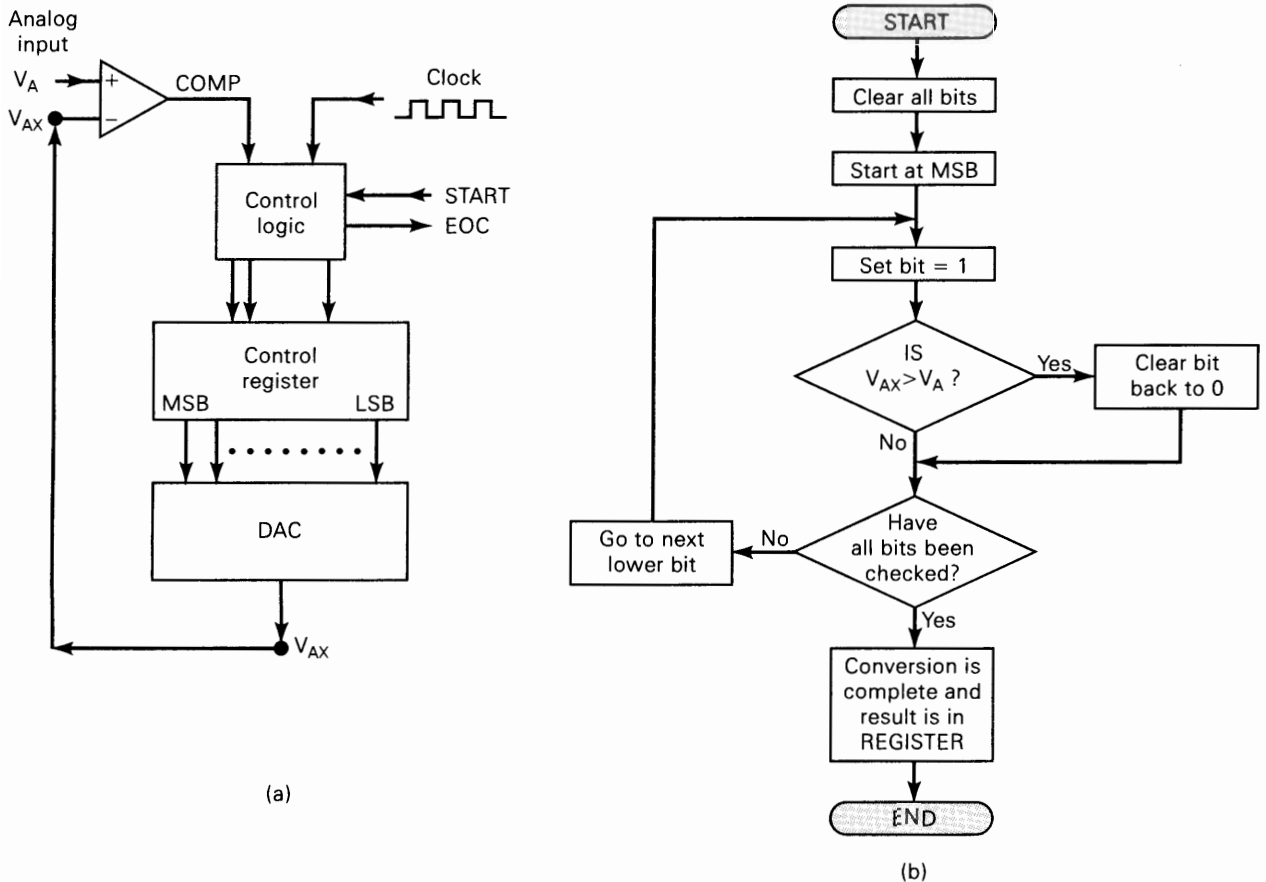 Analog
input
V_A
+
COMP
Clock
V_AX
−
Control
logic
START
EOC
Control
register
MSB
LSB
DAC
V_AX
(a)
START
Clear all bits
Start at MSB
Set bit = 1
IS
V_AX>V_A ?
Yes
Clear bit
back to 0
No
Have
all bits been
checked?
No
Go to next
lower bit
Yes
Conversion is
complete and
result is in
REGISTER
END
(b)